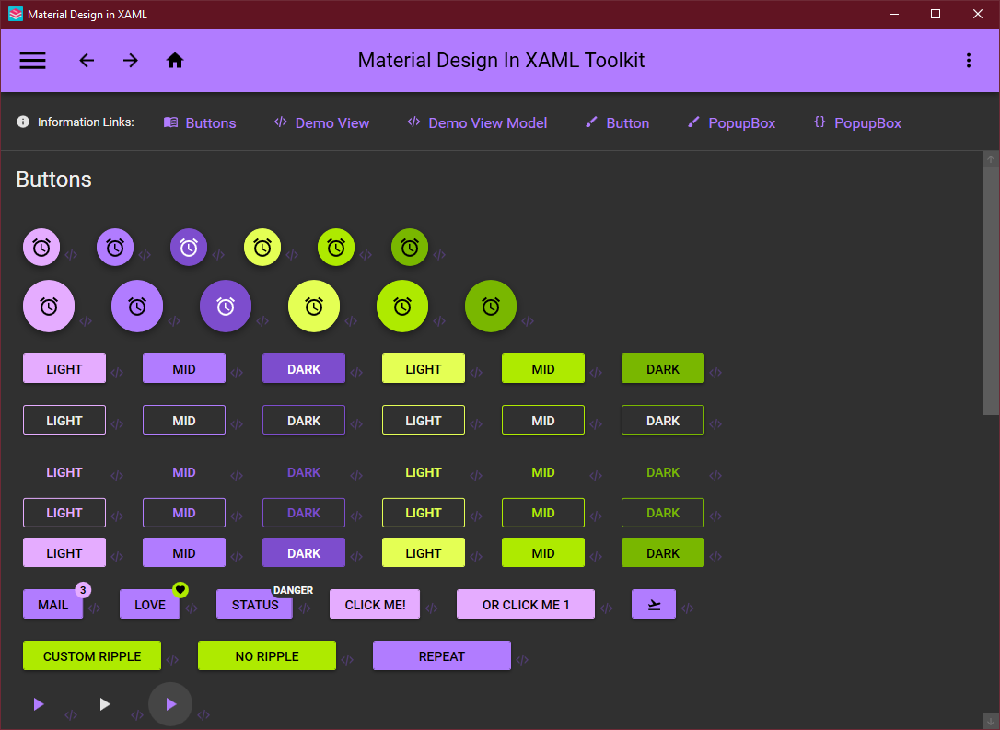 Material Design in XAML
Material Design In XAML Toolkit
Information Links: Buttons </> Demo View </> Demo View Model Button PopupBox {} PopupBox
Buttons
LIGHT MID DARK LIGHT MID DARK
LIGHT MID DARK LIGHT MID DARK
LIGHT MID DARK LIGHT MID DARK
LIGHT MID DARK LIGHT MID DARK
LIGHT MID DARK LIGHT MID DARK
3 DANGER
MAIL LOVE STATUS CLICK ME! OR CLICK ME 1
CUSTOM RIPPLE NO RIPPLE REPEAT